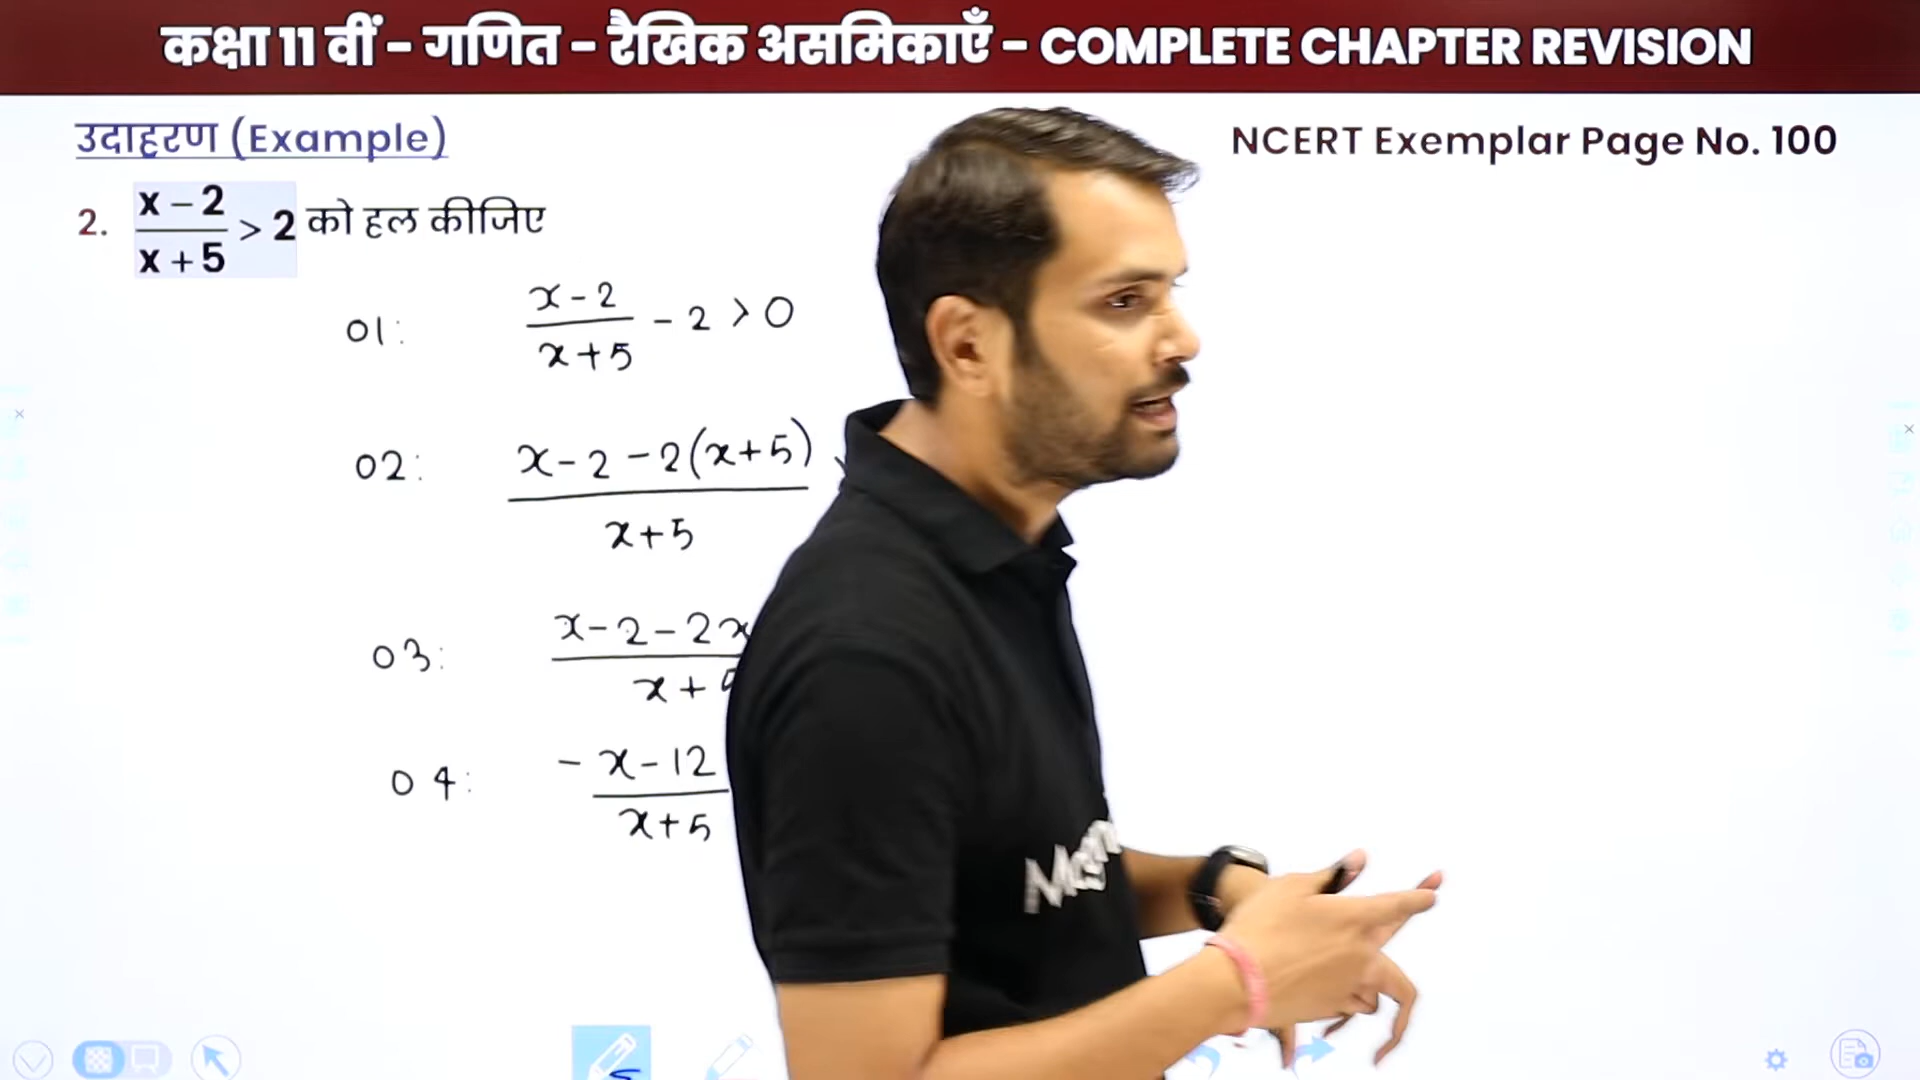 कक्षा 11 वीं – गणित – रैखिक असमिकाएँ – COMPLETE CHAPTER REVISION
उदाहरण (Example)
NCERT Exemplar Page No. 100
2. x – 2 / x + 5 > 2 को हल कीजिए
01: x - 2 / x + 5 - 2 > 0
02: x - 2 - 2(x + 5) / x + 5
03: x - 2 - 2x / x +
04: - x - 12 / x + 5